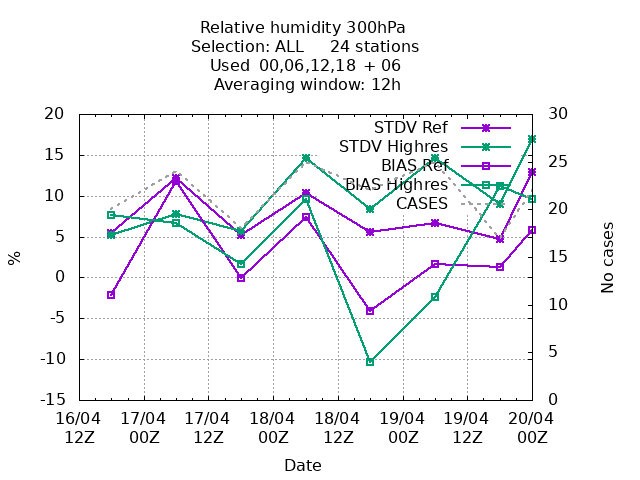 Relative humidity 300hPa
Selection: ALL     24 stations
Used  00,06,12,18 + 06
Averaging window: 12h
STDV Ref
STDV Highres
BIAS Ref
BIAS Highres
CASES
20
15
10
5
0
-5
-10
-15
30
25
20
15
10
5
0
%
No cases
16/04 17/04 17/04 18/04 18/04 19/04 19/04 20/04
12Z 00Z 12Z 00Z 12Z 00Z 12Z 00Z
Date